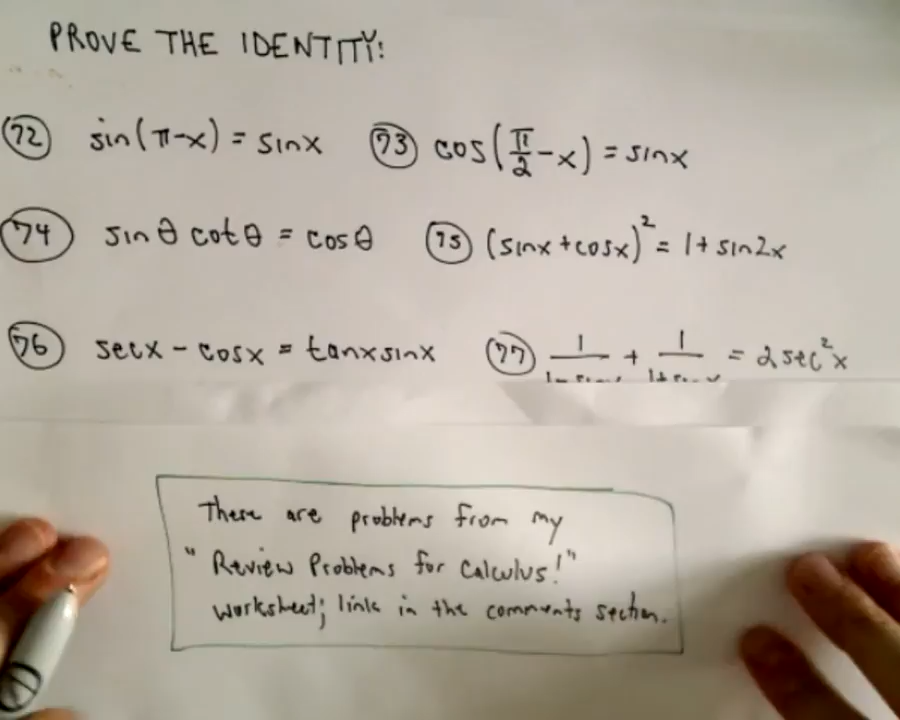 PROVE THE IDENTITY:
72 sin(π-x) = sinx 73 cos(π/2 - x) = sinx
74 sinθ cotθ = cosθ 75 (sinx + cosx)² = 1 + sin2x
76 secx - cosx = tanxsinx 77 1/ + 1/ = 2sec²x
These are problems from my
"Review Problems for Calculus!"
worksheet; link in the comments section.